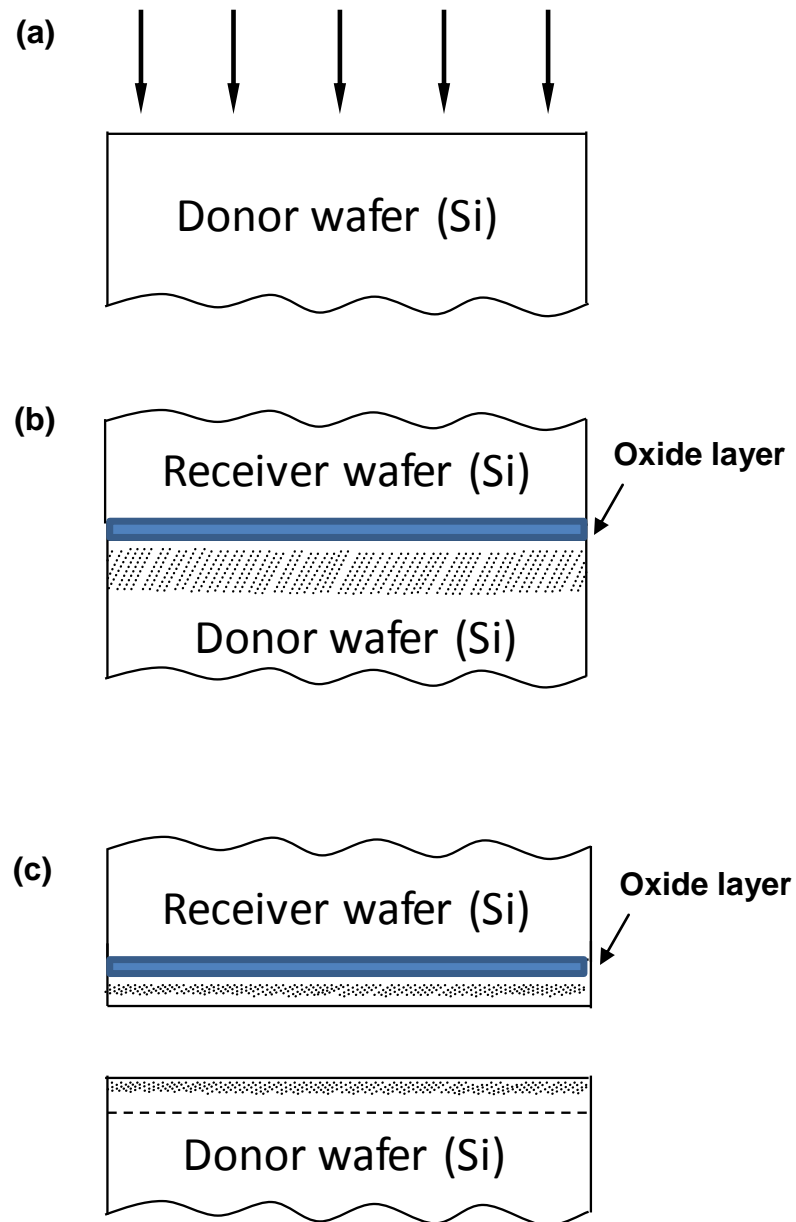 (a)
Donor wafer (Si)
(b)
Receiver wafer (Si)
Oxide layer
Donor wafer (Si)
(c)
Receiver wafer (Si)
Oxide layer
Donor wafer (Si)